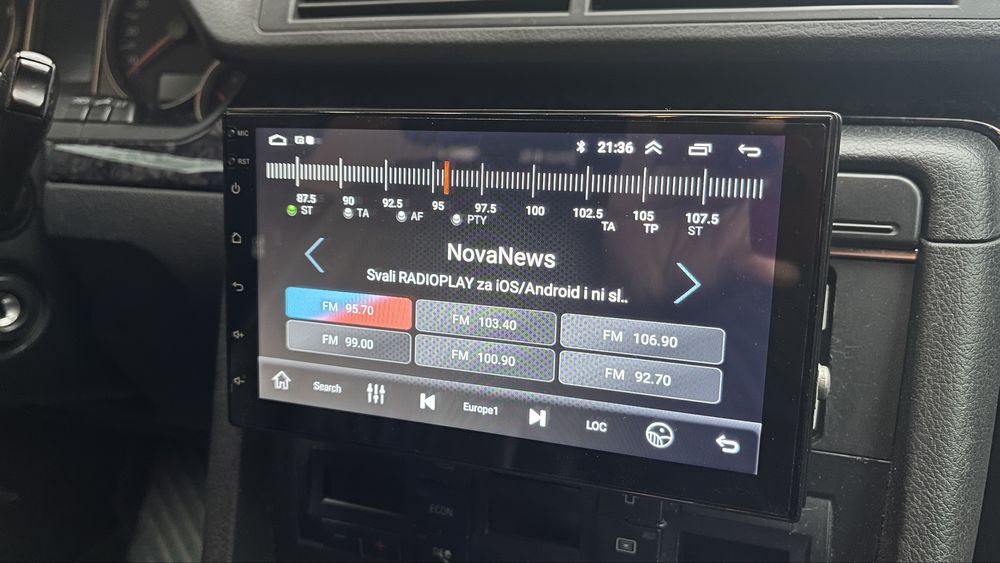 MIC
21:36
RST
87.5 90 92.5 95 97.5 100 102.5 105 107.5
ST TA AF PTY TA TP ST
NovaNews
Svali RADIOPLAY za iOS/Android i ni sl..
FM 95.70 FM 103.40 FM 106.90
FM 99.00 FM 100.90 FM 92.70
Search Europe1 LOC
ECON